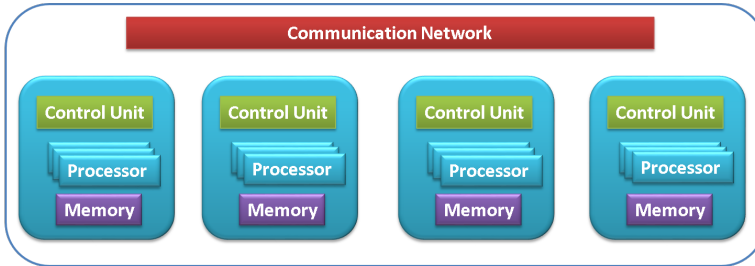 Communication Network
Control Unit Control Unit Control Unit Control Unit
Processor Processor Processor Processor
Memory Memory Memory Memory